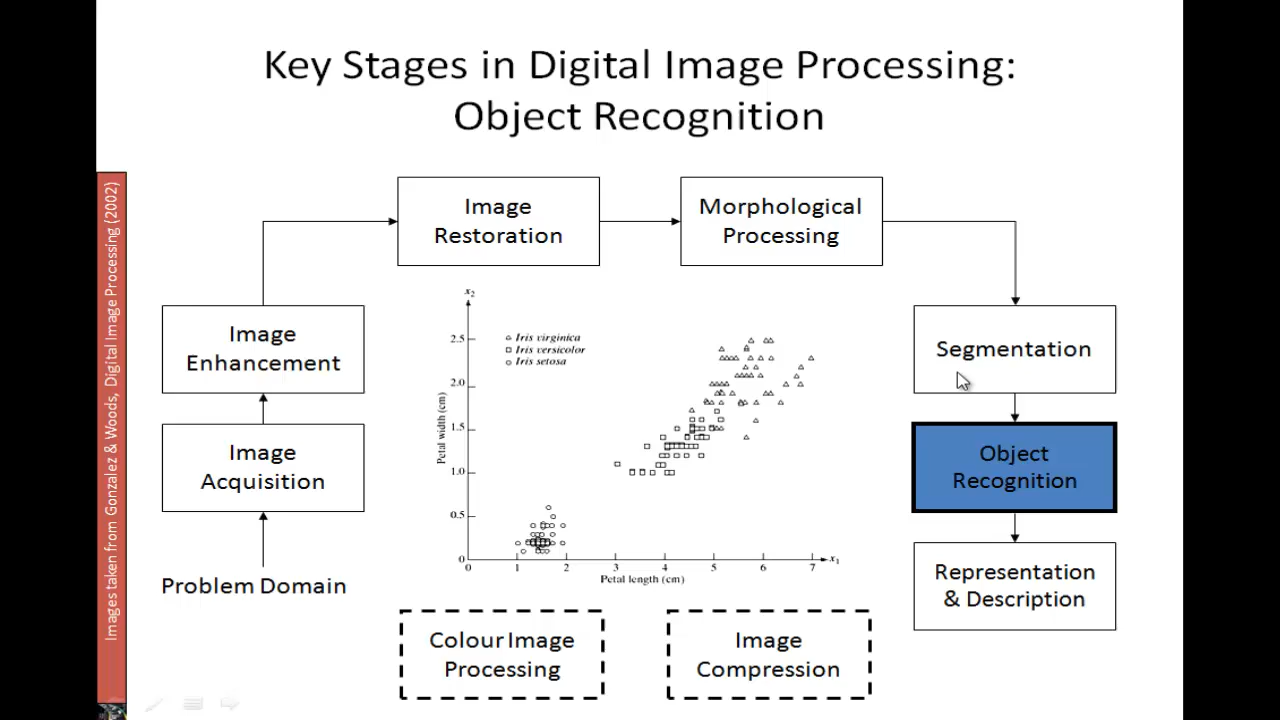 Key Stages in Digital Image Processing:
Object Recognition
Images taken from Gonzalez & Woods, Digital Image Processing (2002)
Image
Restoration
Morphological
Processing
Image
Enhancement
Segmentation
Image
Acquisition
Object
Recognition
Problem Domain
Representation
& Description
x2
Iris virginica
Iris versicolor
Iris setosa
Petal width (cm)
2.5
2.0
1.5
1.0
0.5
0
0 1 2 3 4 5 6 7
x1
Petal length (cm)
Colour Image
Processing
Image
Compression